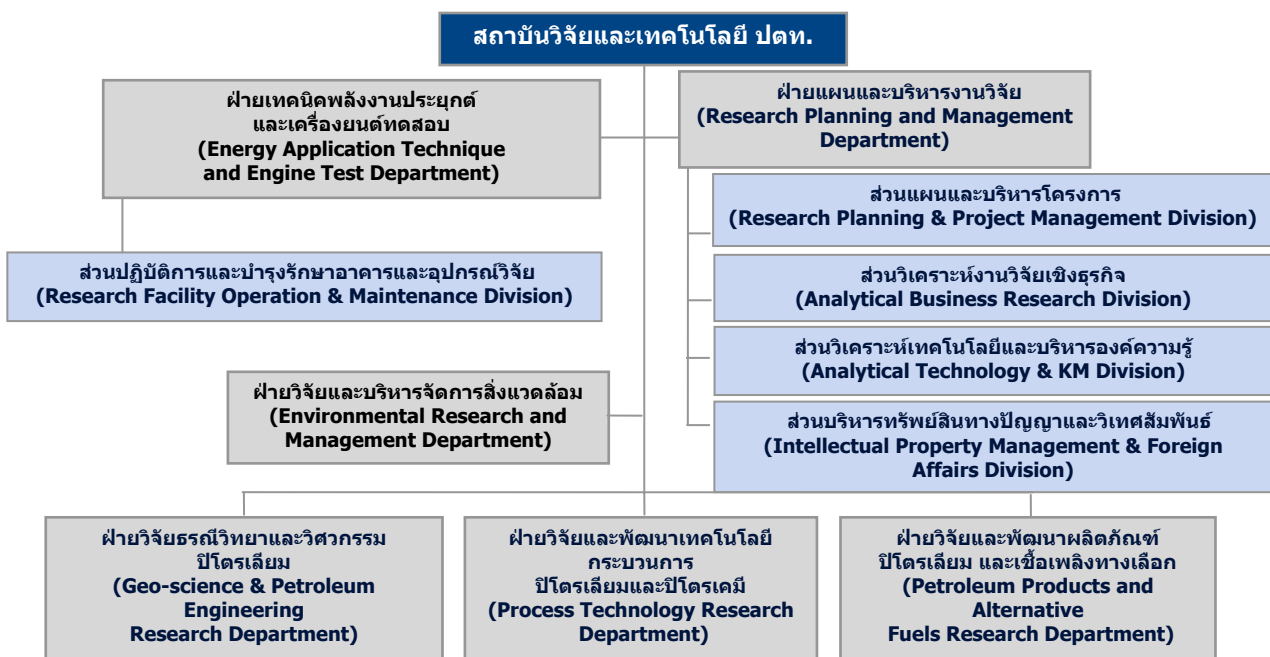 สถาบันวิจัยและเทคโนโลยี ปตท.
ฝ่ายเทคนิคพลังงานประยุกต์
และเครื่องยนต์ทดสอบ
(Energy Application Technique
and Engine Test Department)
ฝ่ายแผนและบริหารงานวิจัย
(Research Planning and Management
Department)
ส่วนแผนและบริหารโครงการ
(Research Planning & Project Management Division)
ส่วนปฏิบัติการและบำรุงรักษาอาคารและอุปกรณ์วิจัย
(Research Facility Operation & Maintenance Division)
ส่วนวิเคราะห์งานวิจัยเชิงธุรกิจ
(Analytical Business Research Division)
ส่วนวิเคราะห์เทคโนโลยีและบริหารองค์ความรู้
(Analytical Technology & KM Division)
ฝ่ายวิจัยและบริหารจัดการสิ่งแวดล้อม
(Environmental Research and
Management Department)
ส่วนบริหารทรัพย์สินทางปัญญาและวิเทศสัมพันธ์
(Intellectual Property Management & Foreign
Affairs Division)
ฝ่ายวิจัยธรณีวิทยาและวิศวกรรม
ปิโตรเลียม
(Geo-science & Petroleum
Engineering
Research Department)
ฝ่ายวิจัยและพัฒนาเทคโนโลยี
กระบวนการ
ปิโตรเลียมและปิโตรเคมี
(Process Technology Research
Department)
ฝ่ายวิจัยและพัฒนาผลิตภัณฑ์
ปิโตรเลียม และเชื้อเพลิงทางเลือก
(Petroleum Products and
Alternative
Fuels Research Department)